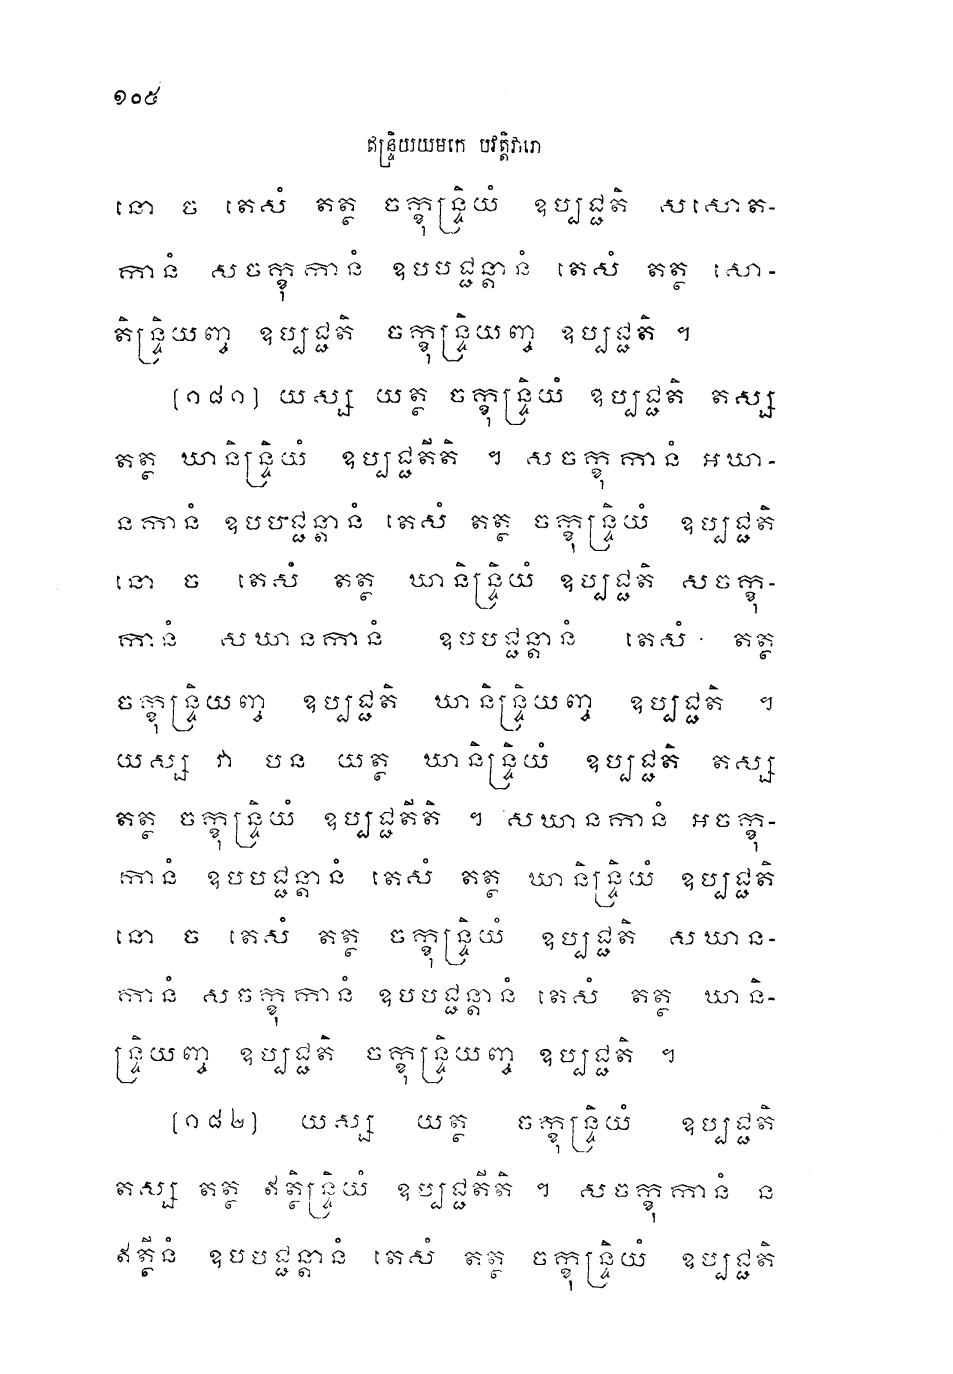 ១០៥
ឥន្ទ្រិយយមកេ បវត្តិវារោ
នោ ច តេសំ តត្ថ ចក្ខុន្ទ្រិយំ ឧប្បជ្ជតិ សសោត-
កានំ សចក្ខុកានំ ឧបបជ្ជន្តានំ តេសំ តត្ថ សោ-
តិន្ទ្រិយញ្ច ឧប្បជ្ជតិ ចក្ខុន្ទ្រិយញ្ច ឧប្បជ្ជតិ ។
(១៨១) យស្ស យត្ថ ចក្ខុន្ទ្រិយំ ឧប្បជ្ជតិ តស្ស
តត្ថ ឃានិន្ទ្រិយំ ឧប្បជ្ជតីតិ ។ សចក្ខុកានំ អឃា-
នកានំ ឧបបជ្ជន្តានំ តេសំ តត្ថ ចក្ខុន្ទ្រិយំ ឧប្បជ្ជតិ
នោ ច តេសំ តត្ថ ឃានិន្ទ្រិយំ ឧប្បជ្ជតិ សចក្ខុ-
កានំ សឃានកានំ ឧបបជ្ជន្តានំ តេសំ តត្ថ
ចក្ខុន្ទ្រិយញ្ច ឧប្បជ្ជតិ ឃានិន្ទ្រិយញ្ច ឧប្បជ្ជតិ ។
យស្ស វា បន យត្ថ ឃានិន្ទ្រិយំ ឧប្បជ្ជតិ តស្ស
តត្ថ ចក្ខុន្ទ្រិយំ ឧប្បជ្ជតីតិ ។ សឃានកានំ អចក្ខុ-
កានំ ឧបបជ្ជន្តានំ តេសំ តត្ថ ឃានិន្ទ្រិយំ ឧប្បជ្ជតិ
នោ ច តេសំ តត្ថ ចក្ខុន្ទ្រិយំ ឧប្បជ្ជតិ សឃាន-
កានំ សចក្ខុកានំ ឧបបជ្ជន្តានំ តេសំ តត្ថ ឃានិ-
ន្ទ្រិយញ្ច ឧប្បជ្ជតិ ចក្ខុន្ទ្រិយញ្ច ឧប្បជ្ជតិ ។
(១៨២) យស្ស យត្ថ ចក្ខុន្ទ្រិយំ ឧប្បជ្ជតិ
តស្ស តត្ថ ឥត្ថិន្ទ្រិយំ ឧប្បជ្ជតីតិ ។ សចក្ខុកានំ ន
ឥត្ថីនំ ឧបបជ្ជន្តានំ តេសំ តត្ថ ចក្ខុន្ទ្រិយំ ឧប្បជ្ជតិ